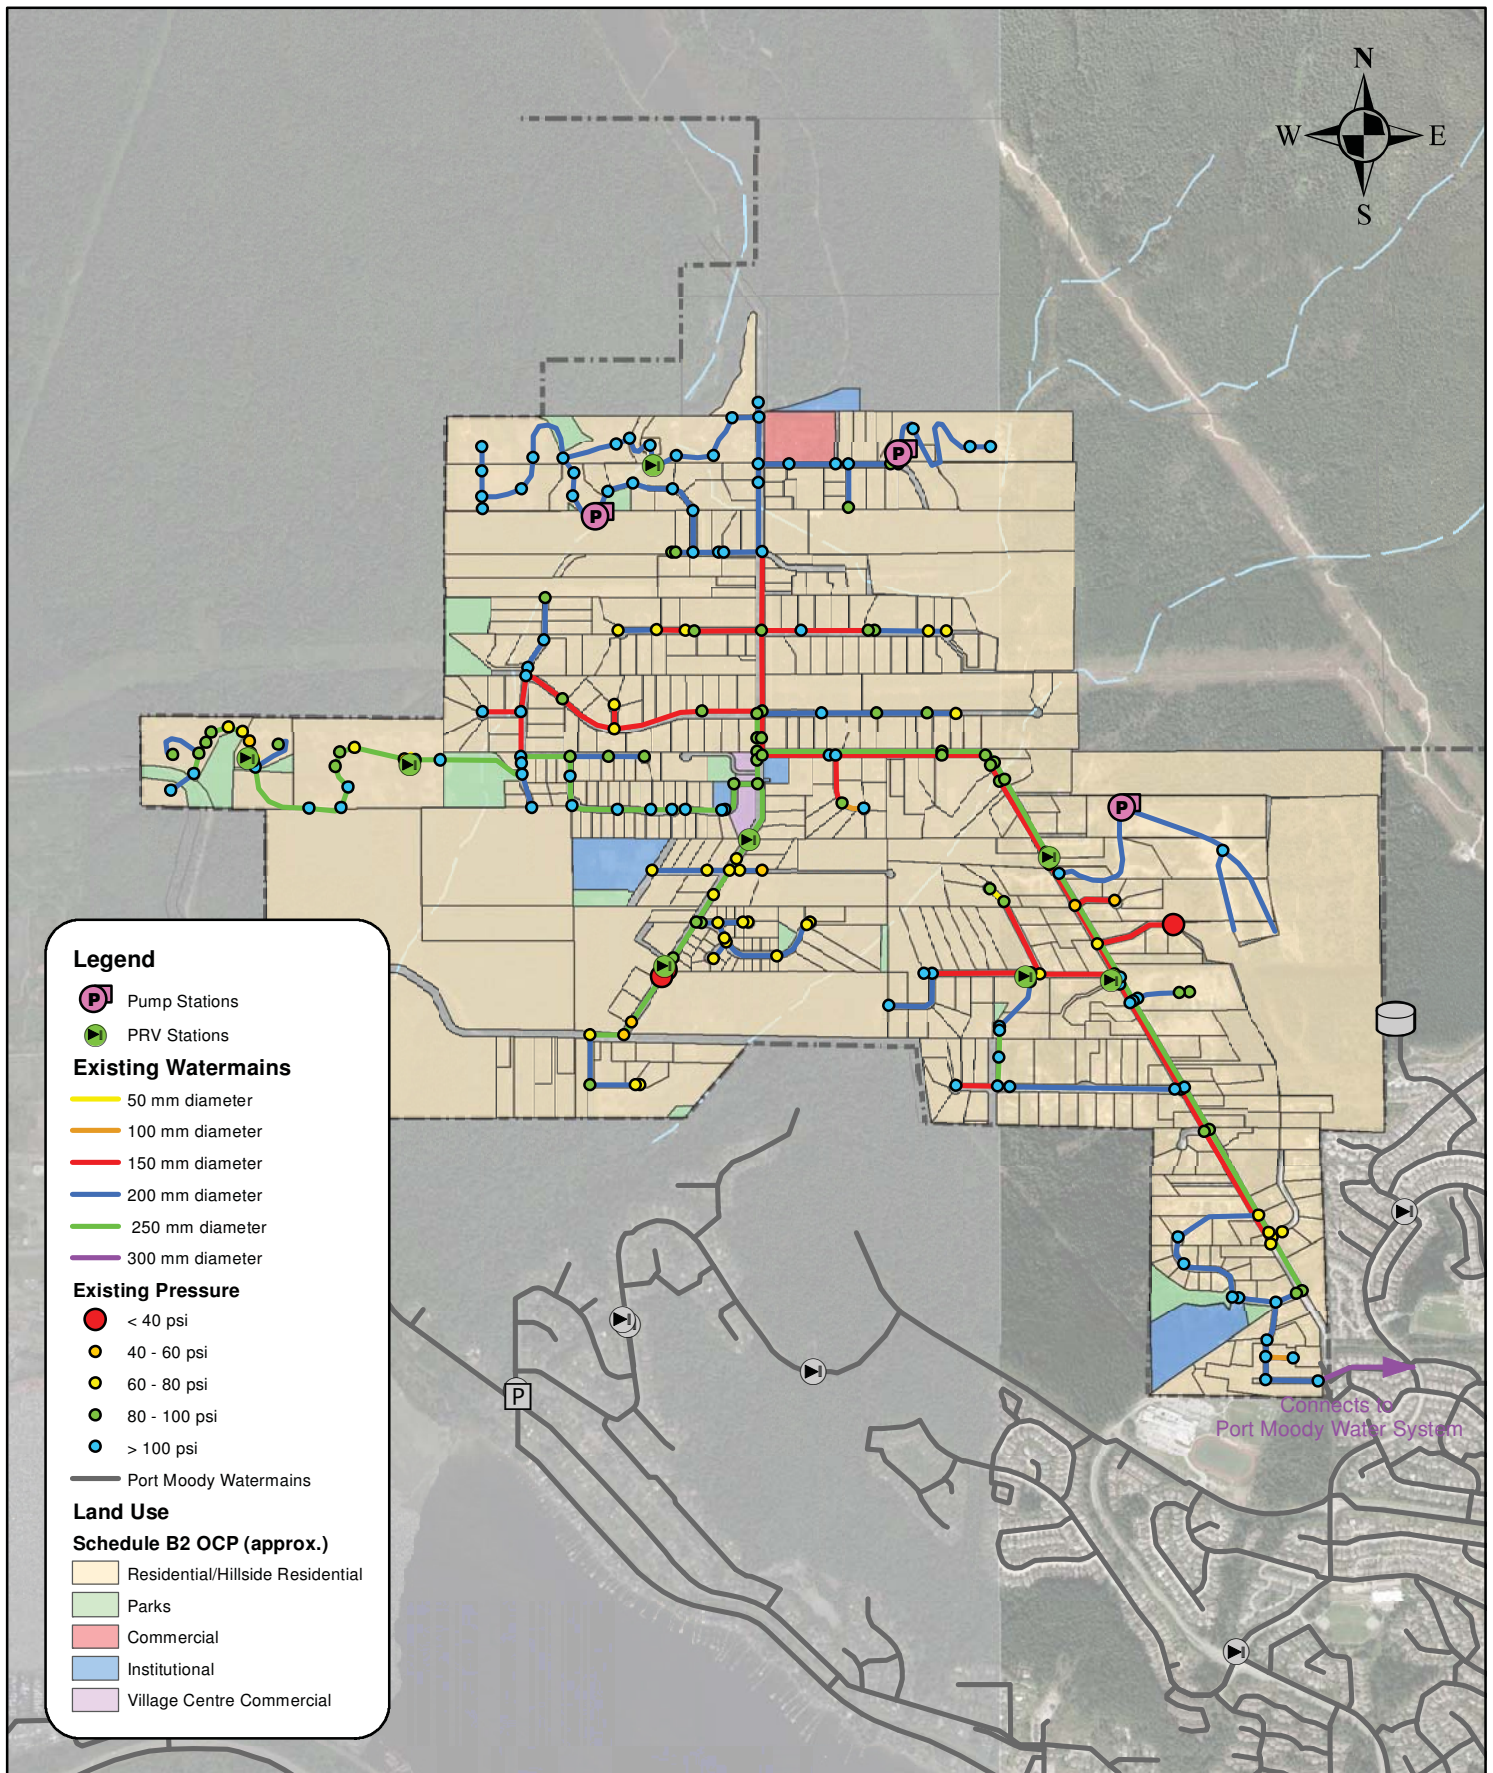 N
W
E
S
P
P
P
Legend
P
Pump Stations
PRV Stations
Existing Watermains
50 mm diameter
100 mm diameter
150 mm diameter
200 mm diameter
250 mm diameter
300 mm diameter
Existing Pressure
< 40 psi
40 - 60 psi
60 - 80 psi
80 - 100 psi
> 100 psi
Port Moody Watermains
Land Use
Schedule B2 OCP (approx.)
Residential/Hillside Residential
Parks
Commercial
Institutional
Village Centre Commercial
P
Connects to
Port Moody Water System